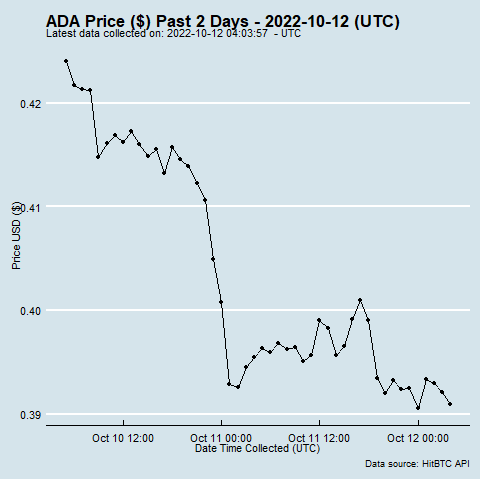 ADA Price ($) Past 2 Days - 2022-10-12 (UTC)
Latest data collected on: 2022-10-12 04:03:57  - UTC
0.42
0.41
0.40
0.39
Price USD ($)
Oct 10 12:00
Oct 11 00:00
Oct 11 12:00
Oct 12 00:00
Date Time Collected (UTC)
Data source: HitBTC API